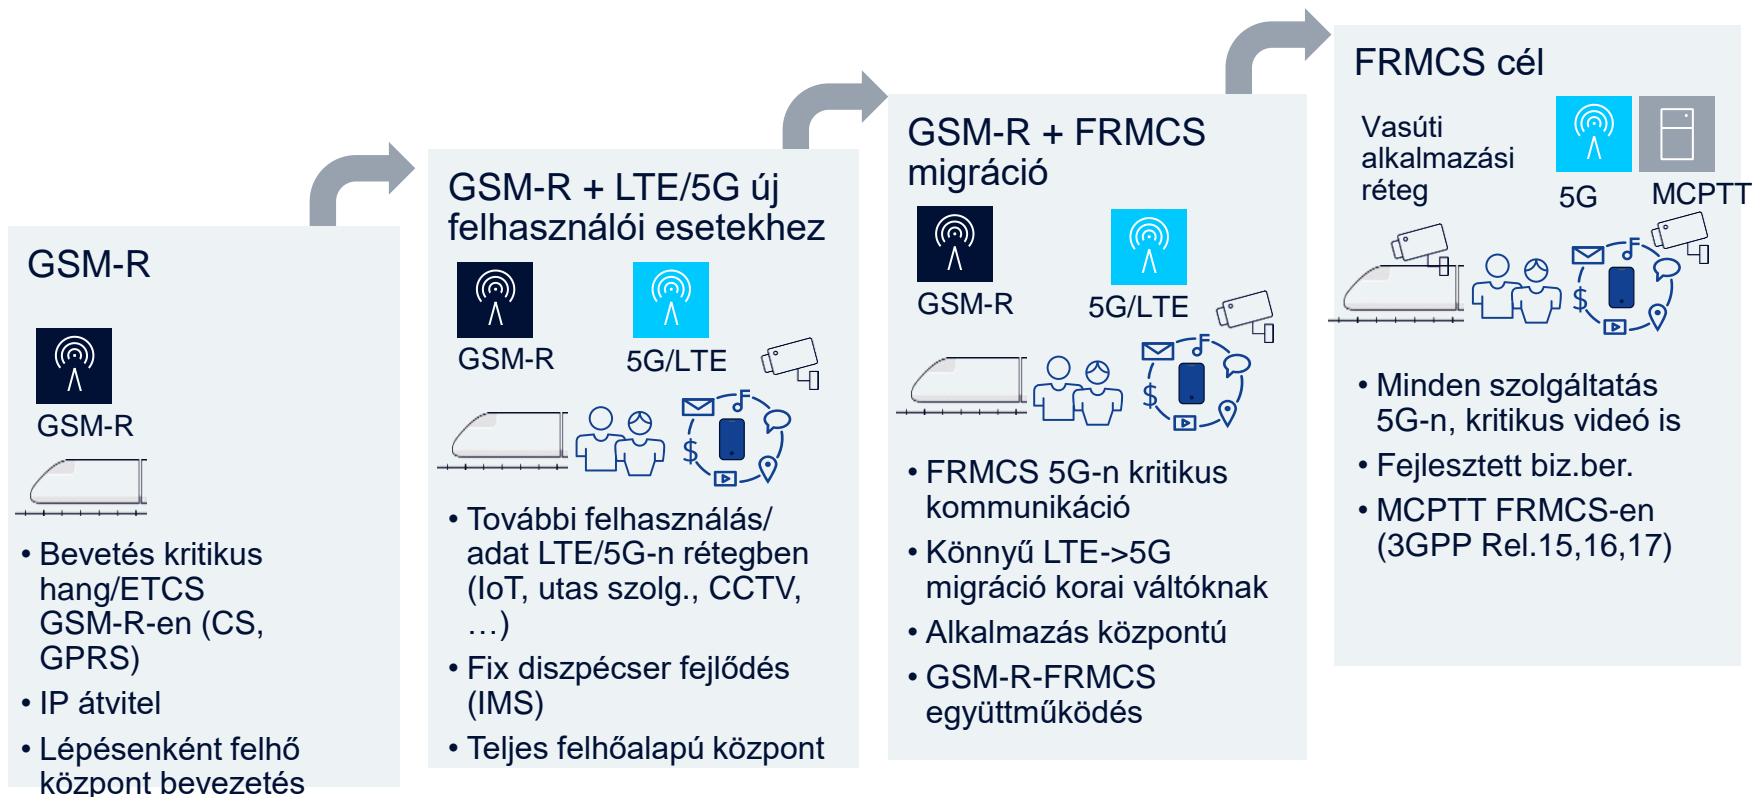 GSM-R
GSM-R
• Bevetés kritikus
hang/ETCS
GSM-R-en (CS,
GPRS)
• IP átvitel
• Lépésenként felhő
központ bevezetés
GSM-R + LTE/5G új
felhasználói esetekhez
GSM-R
5G/LTE
$
• További felhasználás/
adat LTE/5G-n rétegben
(IoT, utas szolg., CCTV,
…)
• Fix diszpécser fejlődés
(IMS)
• Teljes felhőalapú központ
GSM-R + FRMCS
migráció
GSM-R
5G/LTE
$
• FRMCS 5G-n kritikus
kommunikáció
• Könnyű LTE->5G
migráció korai váltóknak
• Alkalmazás központú
• GSM-R-FRMCS
együttműködés
FRMCS cél
Vasúti
alkalmazási
réteg
5G
MCPTT
$
• Minden szolgáltatás
5G-n, kritikus videó is
• Fejlesztett biz.ber.
• MCPTT FRMCS-en
(3GPP Rel.15,16,17)